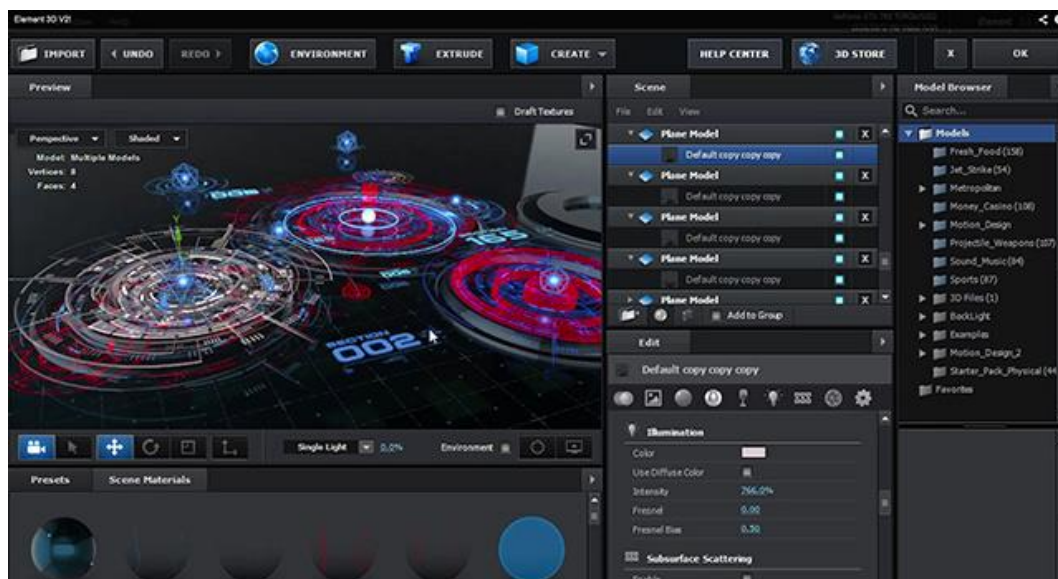 Element 3D V2!
IMPORT
UNDO
REDO
ENVIRONMENT
EXTRUDE
CREATE
HELP CENTER
3D STORE
X
OK
Preview
Draft Textures
Perspective
Shaded
Model: Multiple Models
Vertices: 8
Faces: 4
165
SECTION
002
Single Light
0.0%
Environment
Presets
Scene Materials
Scene
File Edit View
Plane Model X
Default copy copy copy
Plane Model X
Default copy copy copy
Plane Model X
Default copy copy copy
Plane Model X
Default copy copy copy
Plane Model X
Add to Group
Edit
Default copy copy copy
Illumination
Color
Use Diffuse Color
Intensity 766.0%
Fresnel 0.00
Fresnel Bias 0.50
Subsurface Scattering
Enable
Model Browser
Search...
Models
Fresh_Food (158)
Jet_Strike (54)
Metropolitan
Money_Casino (108)
Motion_Design
Projectile_Weapons (107)
Sound_Music (84)
Sports (87)
3D Files (1)
BackLight
Examples
Motion_Design_2
Starter_Pack_Physical (44
Favorites